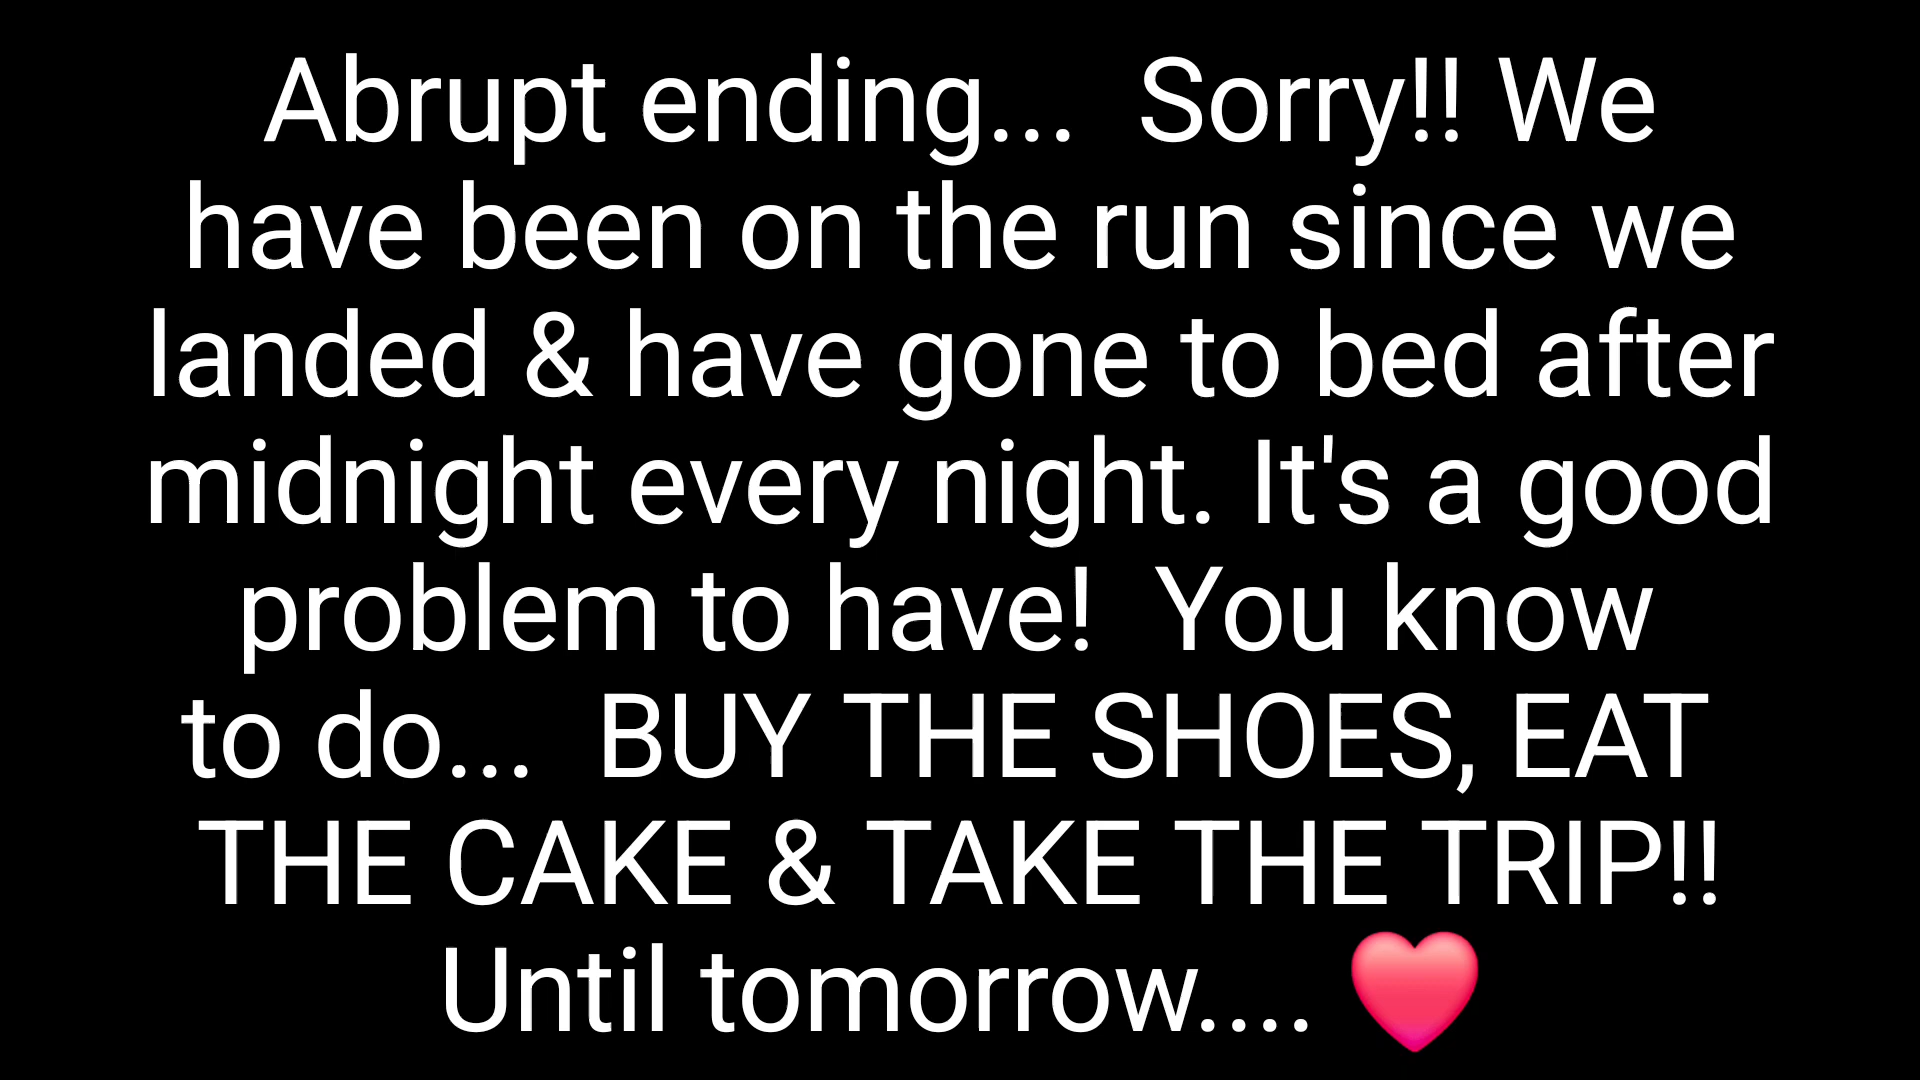 Abrupt ending...  Sorry!! We
have been on the run since we
landed & have gone to bed after
midnight every night. It's a good
problem to have!  You know
to do...  BUY THE SHOES, EAT
THE CAKE & TAKE THE TRIP!!
Until tomorrow.... ❤️